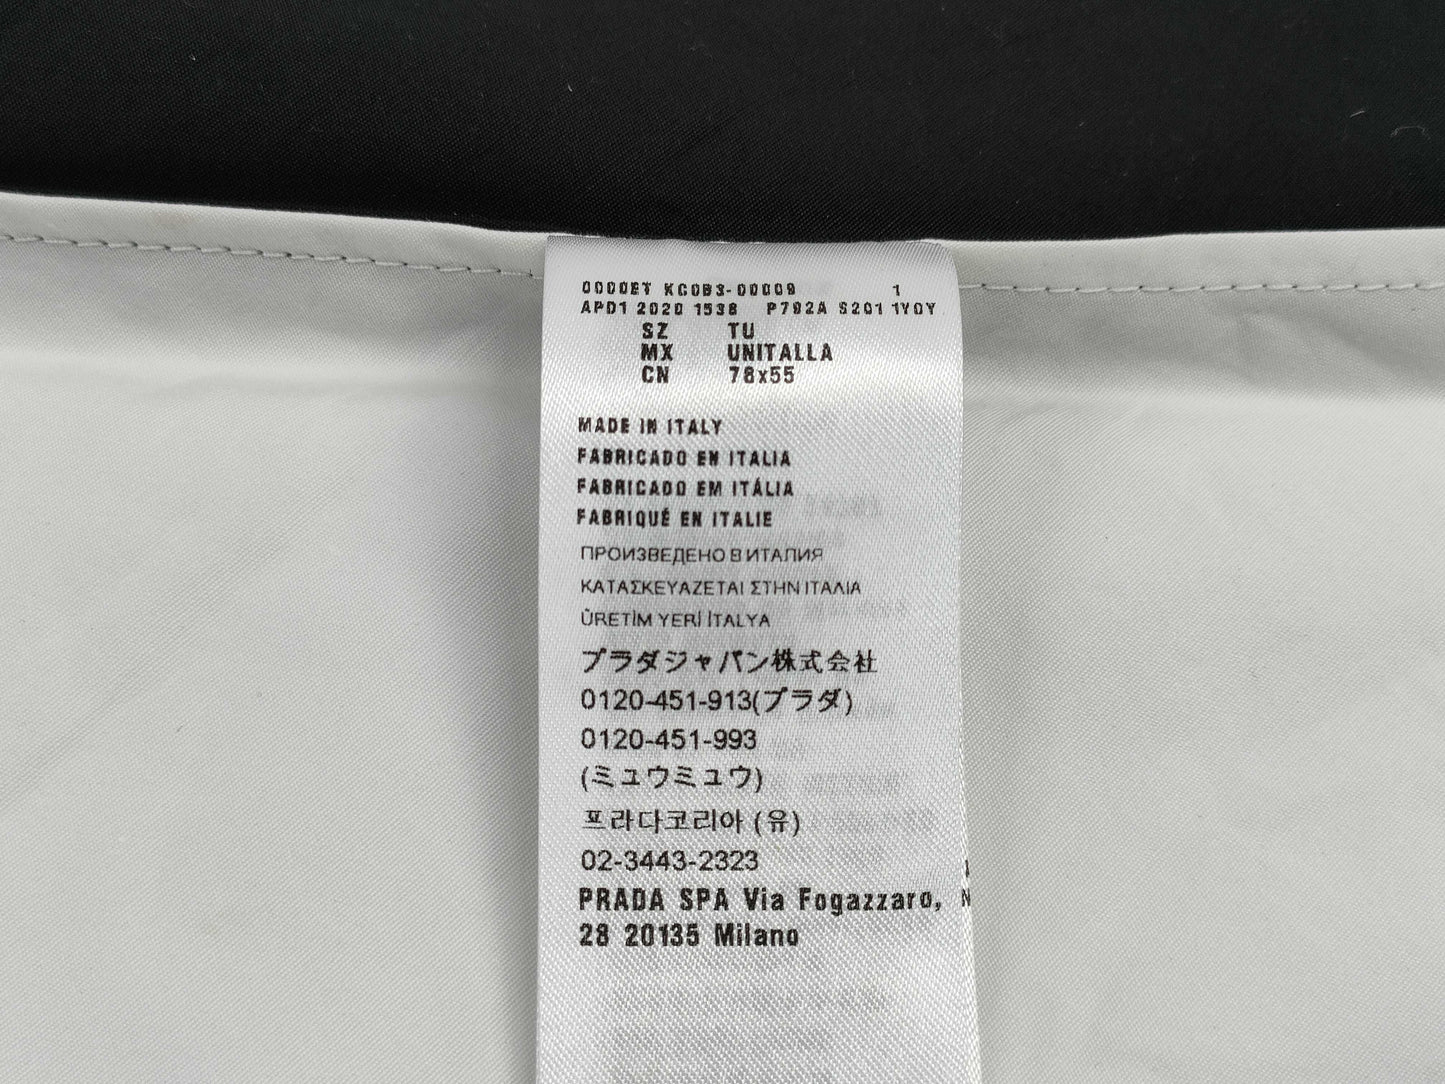 0000ET KC0B3-00009 1
APD1 2020 1538 P792A S201 1Y0Y
SZ TU
MX UNITALLA
CN 78x55
MADE IN ITALY
FABRICADO EN ITALIA
FABRICADO EM ITÁLIA
FABRIQUÉ EN ITALIE
ПРОИЗВЕДЕНО В ИТАЛИЯ
ΚΑΤΑΣΚΕΥΑΖΕΤΑΙ ΣΤΗΝ ΙΤΑΛΙΑ
ÜRETİM YERİ İTALYA
プラダジャパン株式会社
0120-451-913(プラダ)
0120-451-993
(ミュウミュウ)
프라다코리아 (유)
02-3443-2323
PRADA SPA Via Fogazzaro,
28 20135 Milano